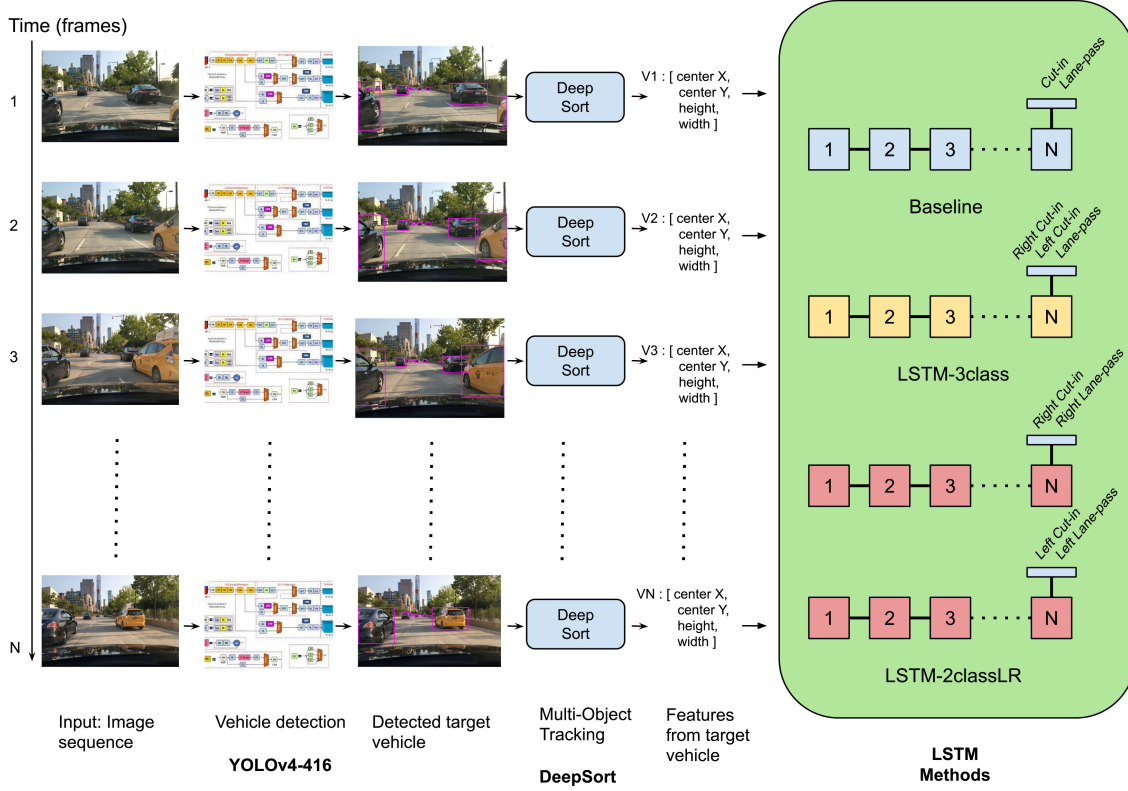 Time (frames)
1
Deep
Sort
V1 : [ center X,
center Y,
height,
width ]
2
Deep
Sort
V2 : [ center X,
center Y,
height,
width ]
3
Deep
Sort
V3 : [ center X,
center Y,
height,
width ]
N
Deep
Sort
VN : [ center X,
center Y,
height,
width ]
Cut-in
Lane-pass
1
2
3
N
Baseline
Right Cut-in
Left Cut-in
Lane-pass
1
2
3
N
LSTM-3class
Right Cut-in
Right Lane-pass
1
2
3
N
Left Cut-in
Left Lane-pass
1
2
3
N
LSTM-2classLR
Input: Image
sequence
Vehicle detection
YOLOv4-416
Detected target
vehicle
Multi-Object
Tracking
DeepSort
Features
from target
vehicle
LSTM
Methods